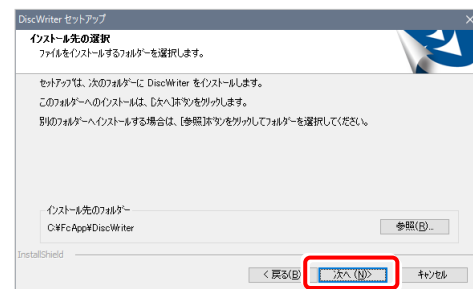 DiscWriter セットアップ
インストール先の選択
ファイルをインストールするフォルダーを選択します。
セットアップは、次のフォルダーに DiscWriter をインストールします。
このフォルダーへのインストールは、[次へ]ボタンをクリックします。
別のフォルダーへインストールする場合は、[参照]ボタンをクリックしてフォルダーを選択してください。
インストール先のフォルダー
C:¥FcApp¥DiscWriter
参照(R)...
InstallShield
< 戻る(B)
次へ (N)>
キャンセル